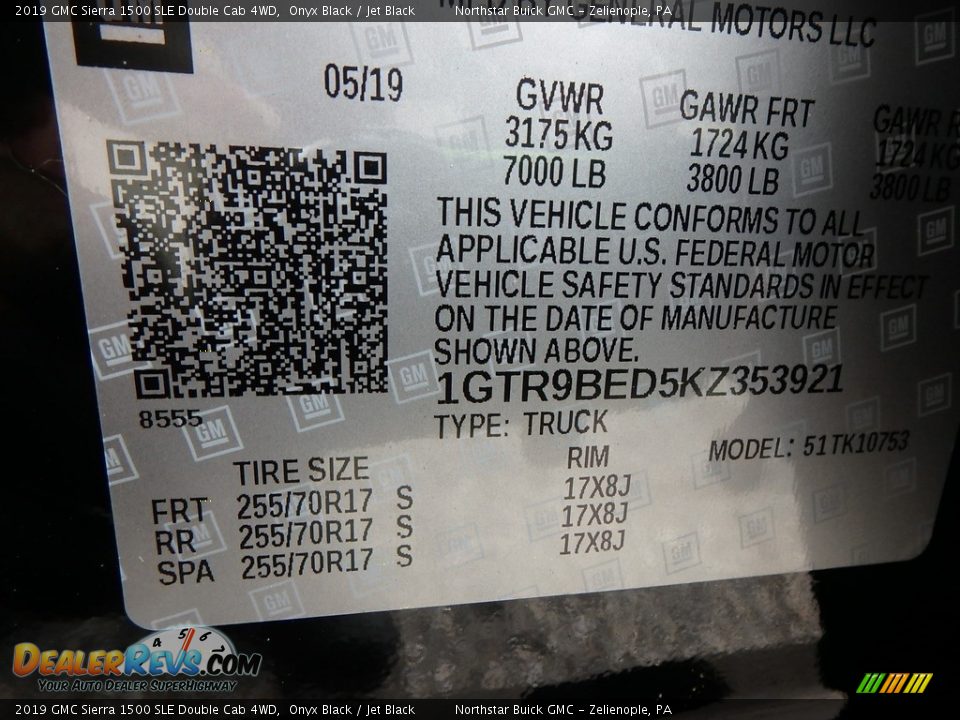 2019 GMC Sierra 1500 SLE Double Cab 4WD, Onyx Black / Jet Black Northstar Buick GMC - Zelienople, PA
GENERAL MOTORS LLC
05/19
GVWR GAWR FRT GAWR R
3175 KG 1724 KG 1724 KG
7000 LB 3800 LB 3800 LB
THIS VEHICLE CONFORMS TO ALL
APPLICABLE U.S. FEDERAL MOTOR
VEHICLE SAFETY STANDARDS IN EFFECT
ON THE DATE OF MANUFACTURE
SHOWN ABOVE.
1GTR9BED5KZ353921
8555
TYPE: TRUCK MODEL: 51TK10753
TIRE SIZE RIM
FRT 255/70R17 S 17X8J
RR 255/70R17 S 17X8J
SPA 255/70R17 S 17X8J
4 5 6
DEALERREVS.COM
YOUR AUTO DEALER SUPERHIGHWAY
2019 GMC Sierra 1500 SLE Double Cab 4WD, Onyx Black / Jet Black Northstar Buick GMC - Zelienople, PA